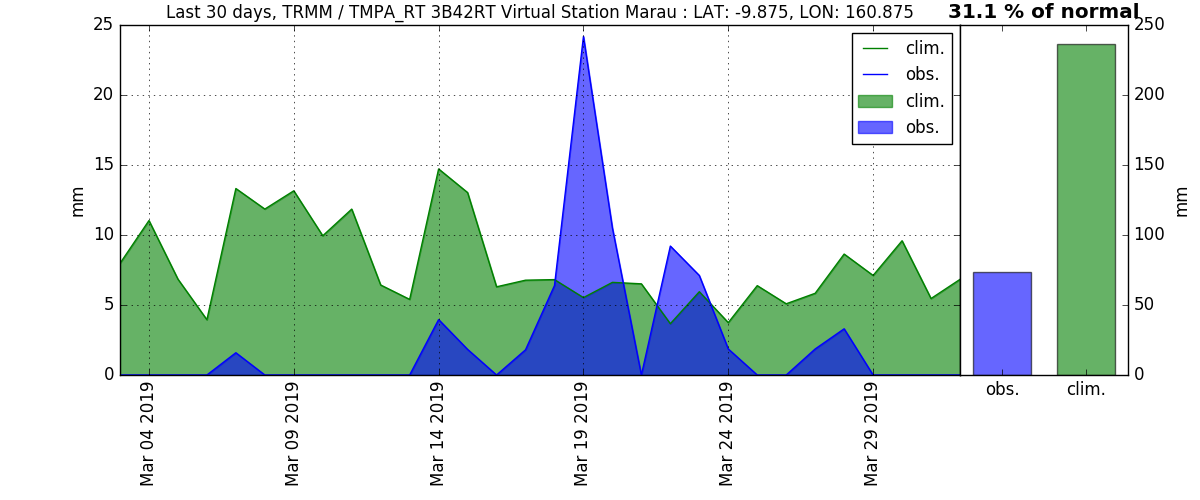 Last 30 days, TRMM / TMPA_RT 3B42RT Virtual Station Marau : LAT: -9.875, LON: 160.875
31.1 % of normal
25
20
15
10
5
0
mm
clim.
obs.
clim.
obs.
Mar 04 2019
Mar 09 2019
Mar 14 2019
Mar 19 2019
Mar 24 2019
Mar 29 2019
250
200
150
100
50
0
mm
obs.
clim.